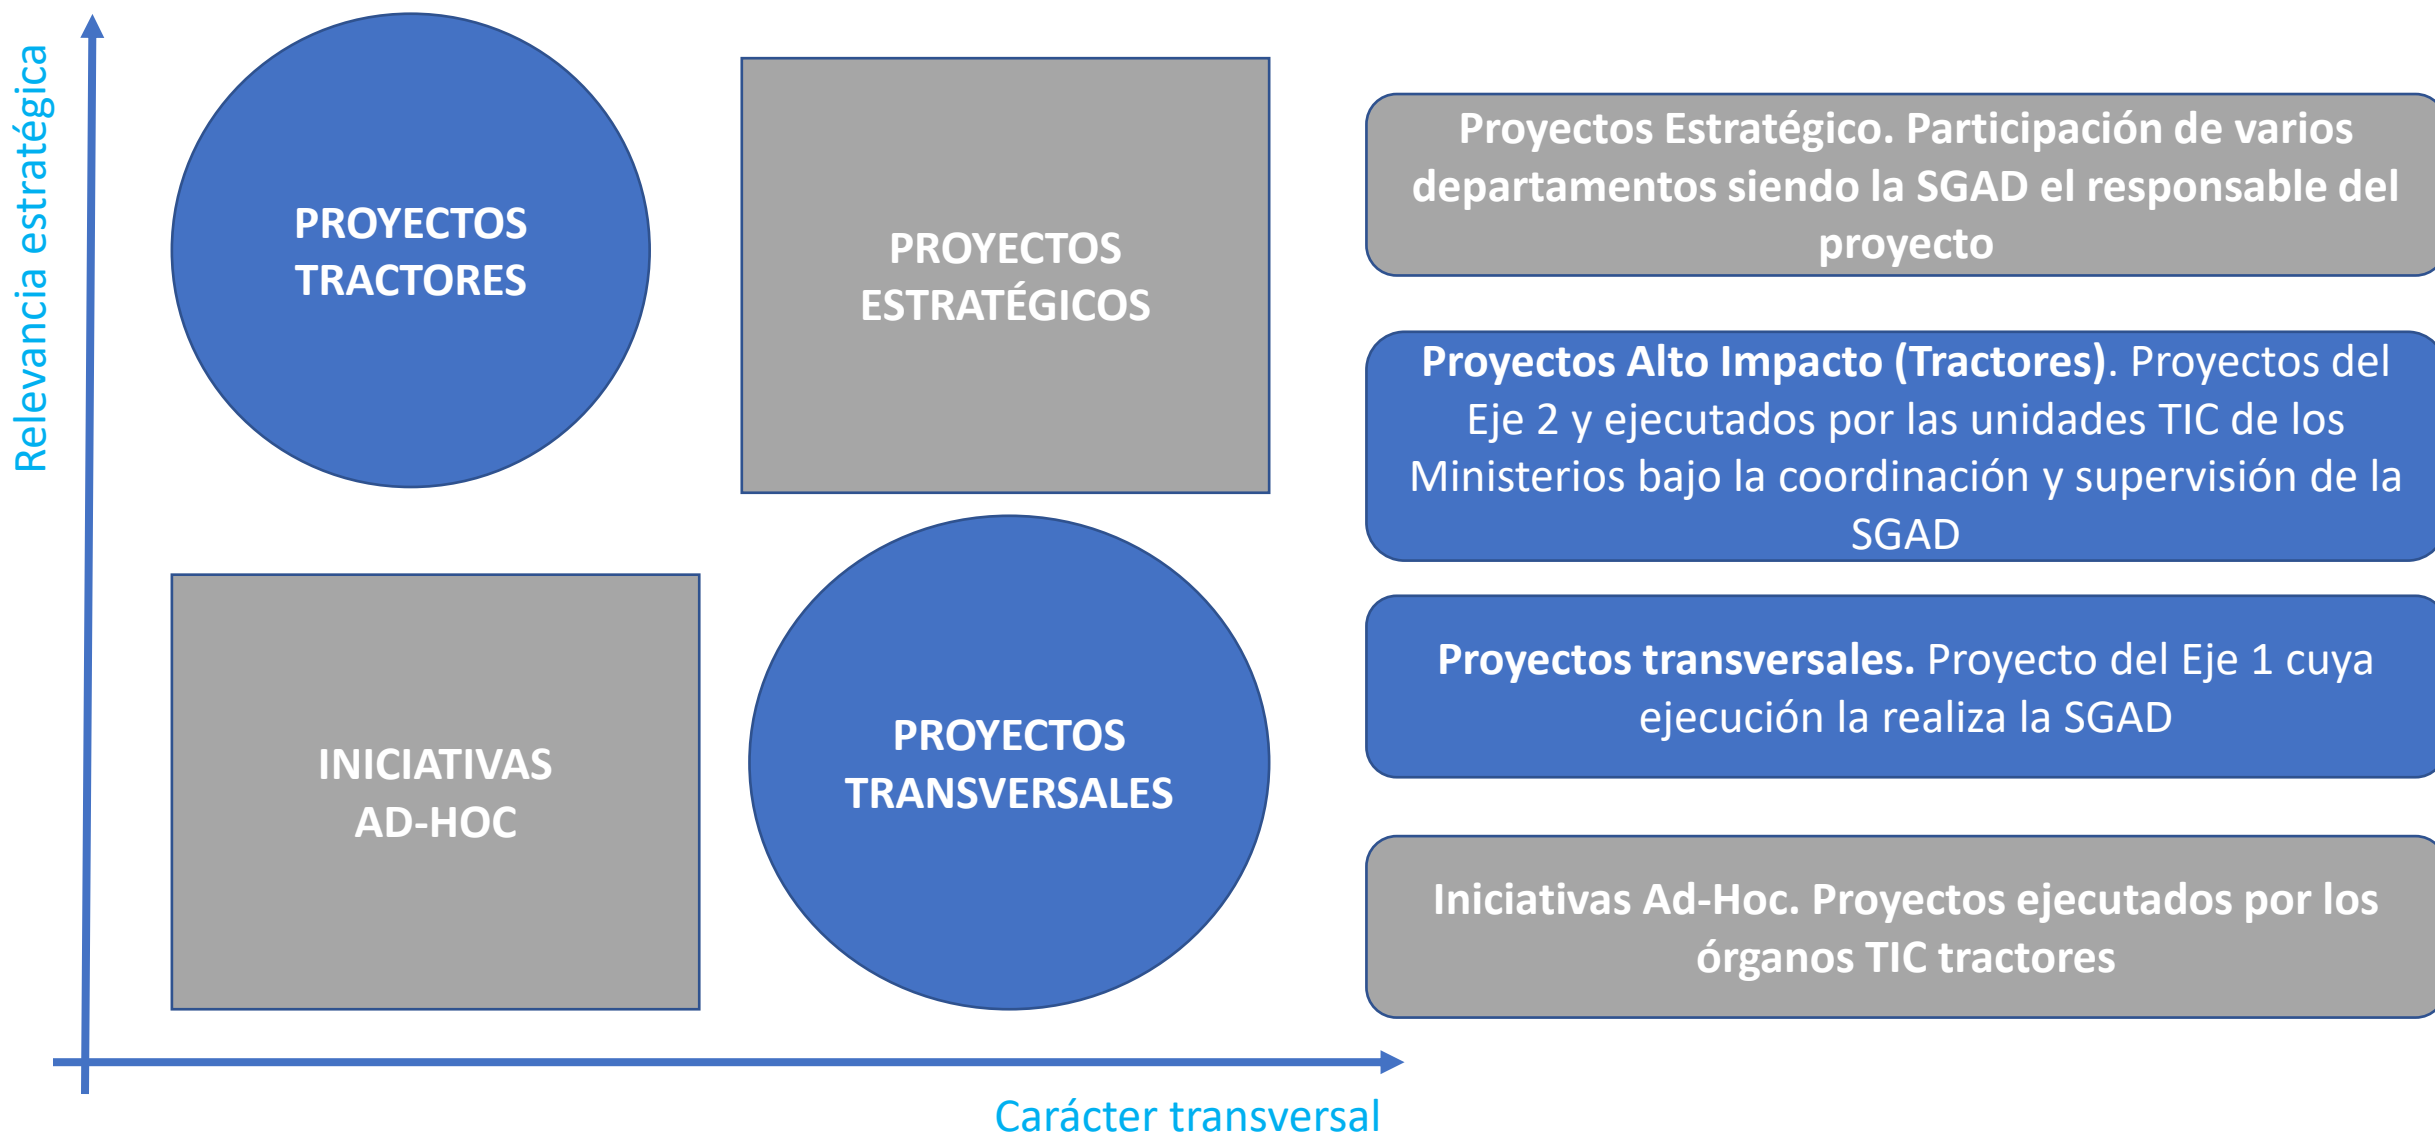 Relevancia estratégica
PROYECTOS
TRACTORES
PROYECTOS
ESTRATÉGICOS
INICIATIVAS
AD-HOC
PROYECTOS
TRANSVERSALES
Carácter transversal
Proyectos Estratégico. Participación de varios
departamentos siendo la SGAD el responsable del
proyecto
Proyectos Alto Impacto (Tractores). Proyectos del
Eje 2 y ejecutados por las unidades TIC de los
Ministerios bajo la coordinación y supervisión de la
SGAD
Proyectos transversales. Proyecto del Eje 1 cuya
ejecución la realiza la SGAD
Iniciativas Ad-Hoc. Proyectos ejecutados por los
órganos TIC tractores